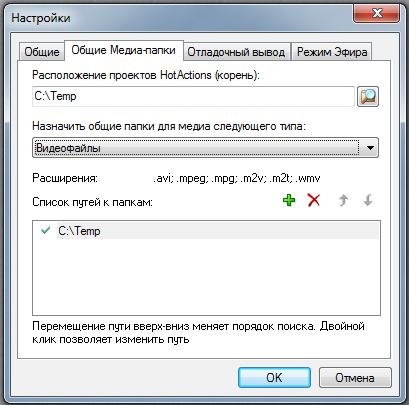 Настройки
Общие
Общие Медиа-папки
Отладочный вывод
Режим Эфира
Расположение проектов HotActions (корень):
C:\Temp
Назначить общие папки для медиа следующего типа:
Видеофайлы
Расширения: .avi; .mpeg; .mpg; .m2v; .m2t; .wmv
Список путей к папкам:
C:\Temp
Перемещение пути вверх-вниз меняет порядок поиска. Двойной
клик позволяет изменить путь
OK
Отмена